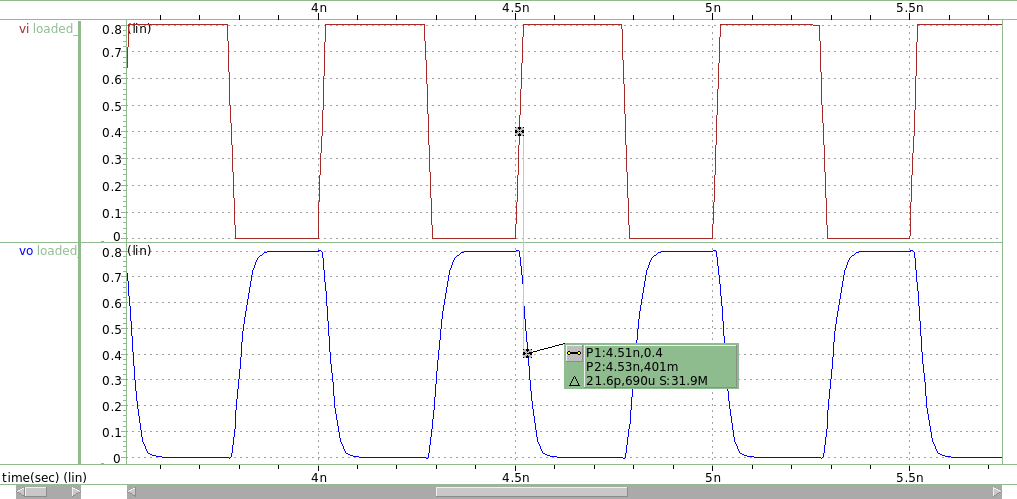 4n 4.5n 5n 5.5n
vi loaded_
(lin)
0.8
0.7
0.6
0.5
0.4
0.3
0.2
0.1
0
vo loaded
(lin)
0.8
0.7
0.6
0.5
0.4
0.3
0.2
0.1
0
P1:4.51n,0.4
P2:4.53n,401m
21.6p,690u S:31.9M
time(sec) (lin) 4n 4.5n 5n 5.5n